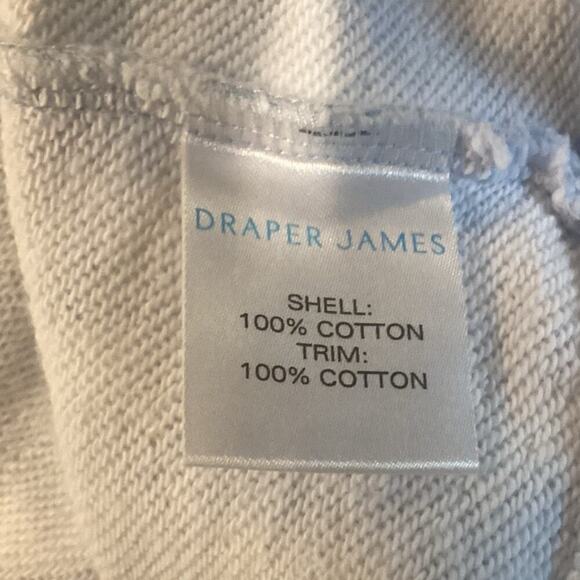 DRAPER JAMES
SHELL:
100% COTTON
TRIM:
100% COTTON